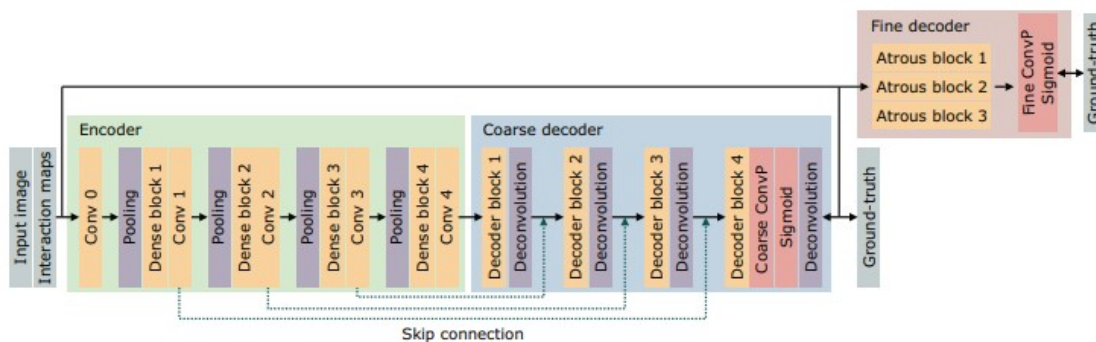 Fine decoder
Atrous block 1
Atrous block 2
Atrous block 3
Fine ConvP
Sigmoid
Ground-truth
Encoder
Coarse decoder
Input image
Interaction maps
Conv 0
Pooling
Dense block 1
Conv 1
Pooling
Dense block 2
Conv 2
Pooling
Dense block 3
Conv 3
Pooling
Dense block 4
Conv 4
Decoder block 1
Deconvolution
Decoder block 2
Deconvolution
Decoder block 3
Deconvolution
Decoder block 4
Coarse ConvP
Sigmoid
Deconvolution
Ground-truth
Skip connection